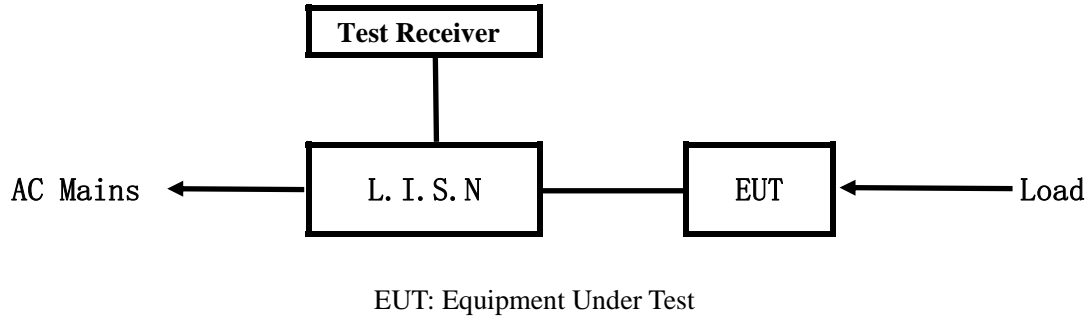 Test Receiver
AC Mains L.I.S.N EUT Load
EUT: Equipment Under Test